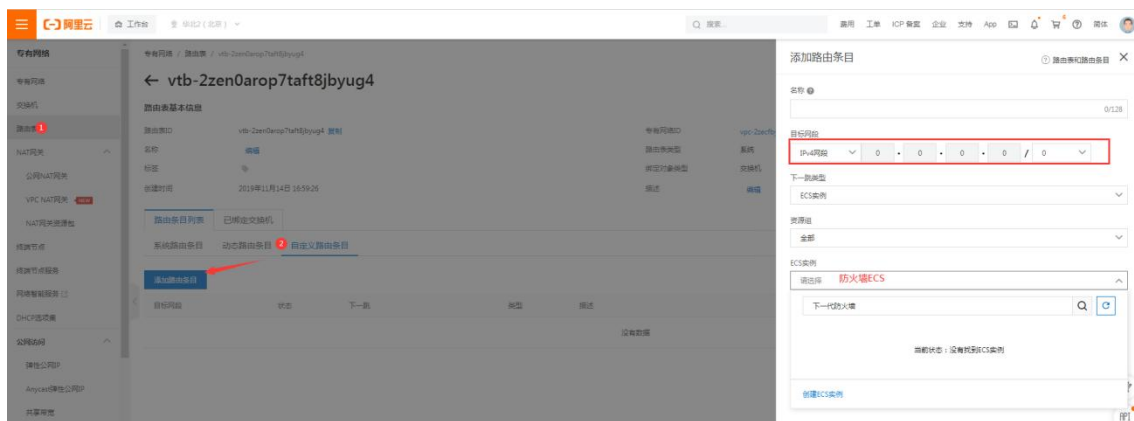 阿里云
工作台
华北2（北京）
搜索...
费用 工单 ICP 备案 企业 支持 App
简体
专有网络
专有网络
交换机
路由表 1
NAT网关
公网NAT网关
VPC NAT网关 NEW
NAT网关资源包
终端节点
终端节点服务
网络智能服务
DHCP选项集
公网访问
弹性公网IP
Anycast弹性公网IP
共享带宽
专有网络 / 路由表 / vtb-2zen0arop7taft8jbyug4
← vtb-2zen0arop7taft8jbyug4
路由表基本信息
路由表ID vtb-2zen0arop7taft8jbyug4 复制
专有网络ID
名称 编辑
路由表类型 系统
标签
绑定对象类型 交换机
创建时间 2019年11月14日 16:59:26
描述 编辑
路由条目列表 已绑定交换机
系统路由条目 动态路由条目 2 自定义路由条目
添加路由条目
目标网段 状态 下一跳 类型 描述
没有数据
添加路由条目
路由表和路由条目
名称
0/128
目标网段
IPv4网段 0 . 0 . 0 . 0 / 0
下一跳类型
ECS实例
资源组
全部
ECS实例
请选择 防火墙ECS
下一代防火墙
当前状态：没有找到ECS实例
创建ECS实例